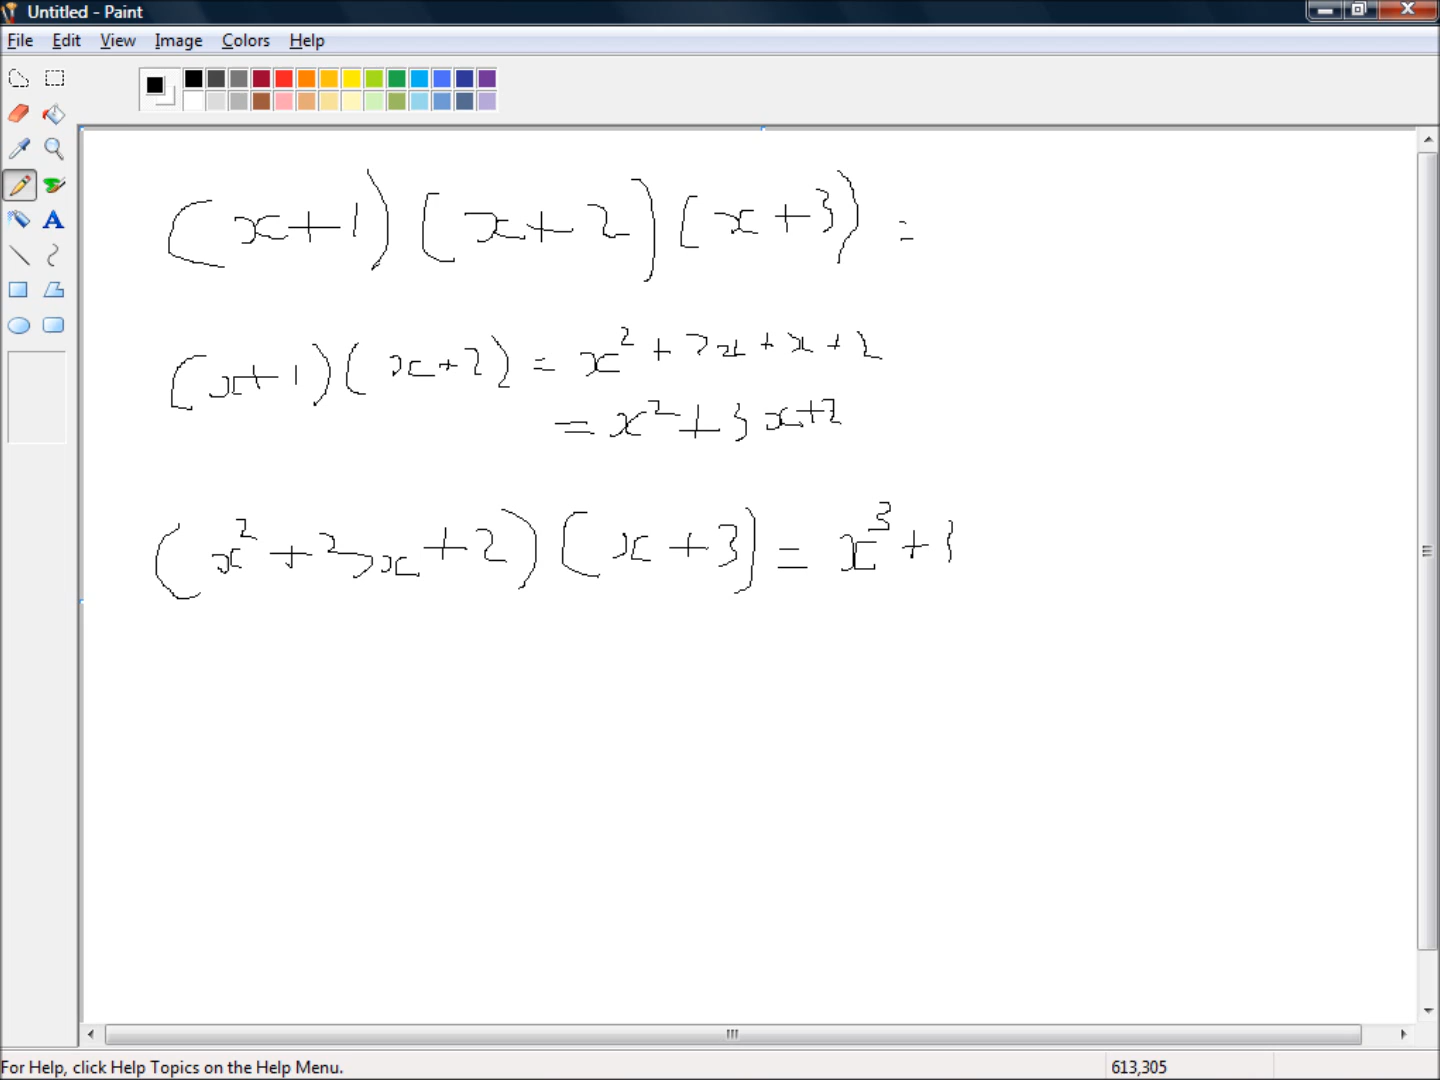 Untitled - Paint
File Edit View Image Colors Help
(x+1)(x+2)(x+3) =
(x+1)(x+2) = x² + 2x + x + 2
= x² + 3x+2
(x² + 3x + 2)(x + 3) = x³ + 3
For Help, click Help Topics on the Help Menu.
613,305